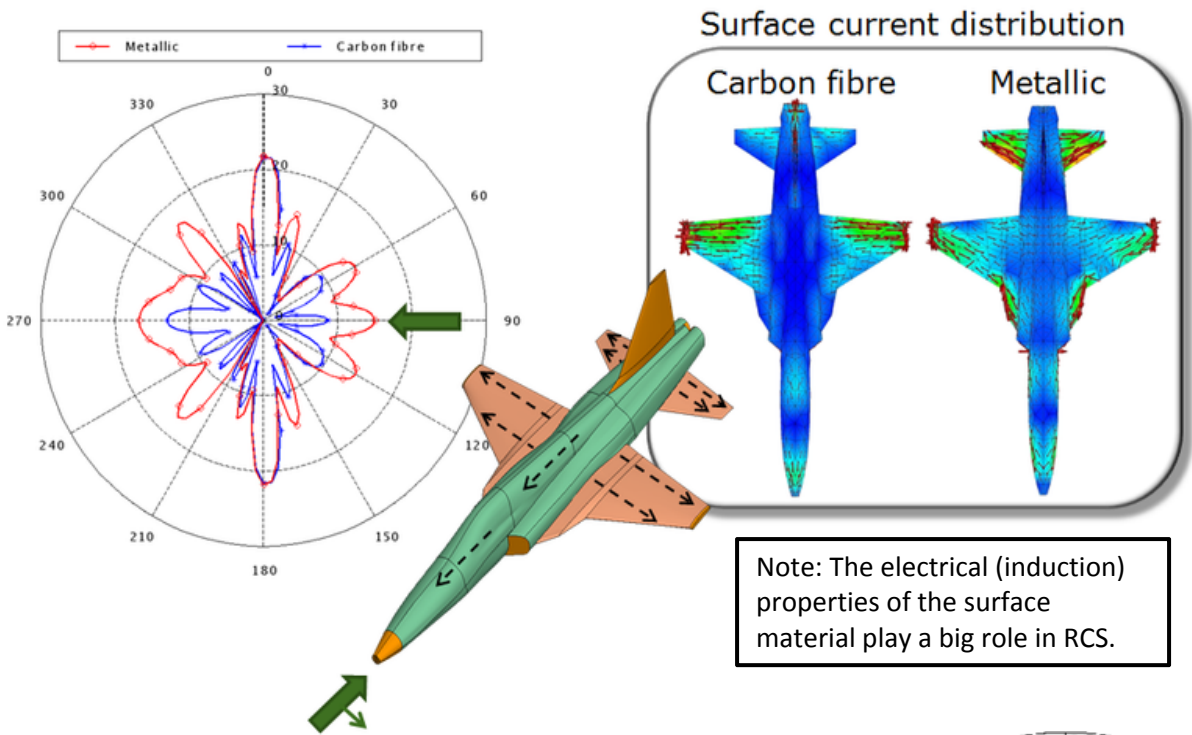 Surface current distribution
Metallic
Carbon fibre
Carbon fibre
Metallic
0
30
330
30
20
300
60
10
0
270
90
240
120
210
150
180
Note: The electrical (induction)
properties of the surface
material play a big role in RCS.